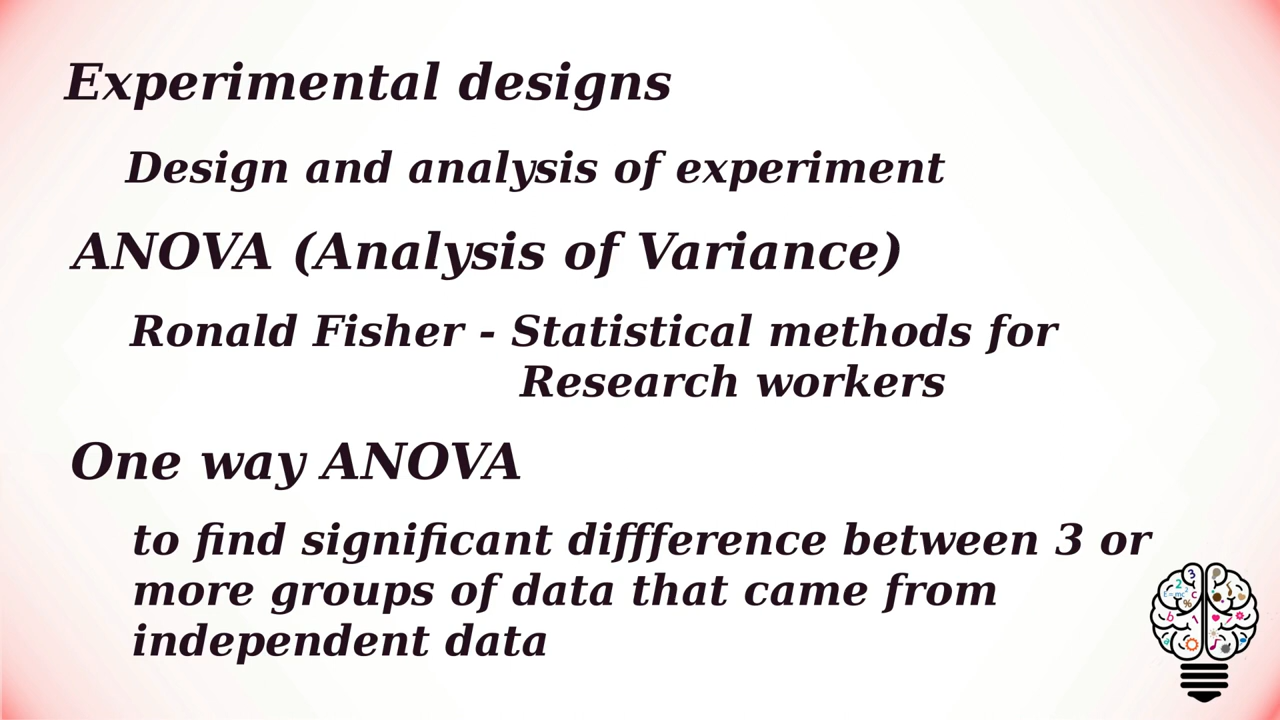 Experimental designs
Design and analysis of experiment
ANOVA (Analysis of Variance)
Ronald Fisher - Statistical methods for
Research workers
One way ANOVA
to find significant diffference between 3 or
more groups of data that came from
independent data